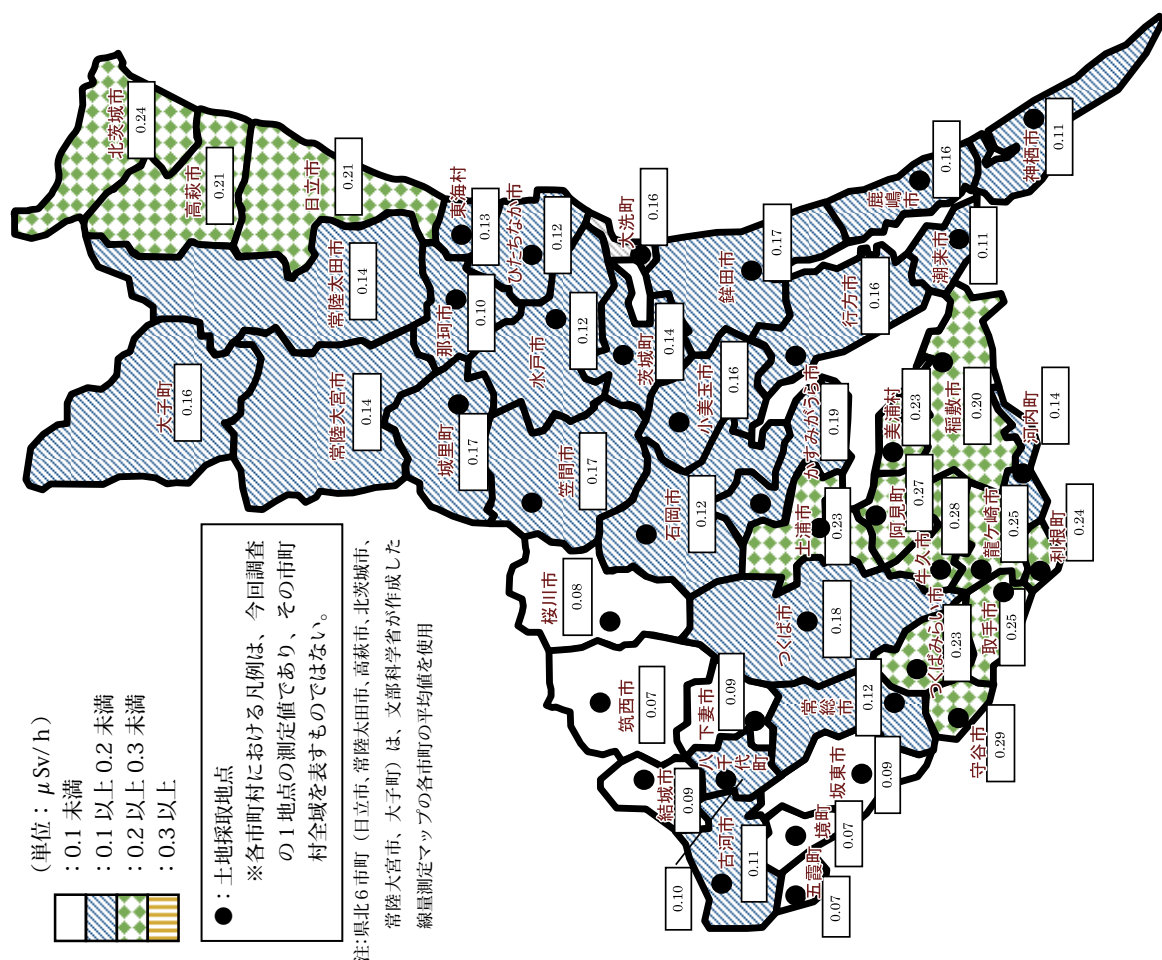 (単位：μSv/h)
：0.1 未満
：0.1 以上 0.2 未満
：0.2 以上 0.3 未満
：0.3 以上
●：土地採取地点
※各市町村における凡例は、今回調査
の１地点の測定値であり、その市町
村全域を表すものではない。
注:県北６市町（日立市、常陸太田市、高萩市、北茨城市、
常陸大宮市、大子町）は、文部科学省が作成した
線量測定マップの各市町の平均値を使用
北茨城市
0.24
高萩市
0.21
日立市
0.21
大子町
0.16
常陸太田市
0.14
常陸大宮市
0.14
東海村
0.13
那珂市
0.10
ひたちなか市
0.12
城里町
0.17
水戸市
0.12
大洗町
0.16
茨城町
0.14
笠間市
0.17
小美玉市
0.16
鉾田市
0.17
石岡市
0.12
かすみがうら市
0.19
行方市
0.16
鹿嶋市
0.16
潮来市
0.11
神栖市
0.11
桜川市
0.08
筑西市
0.07
つくば市
0.18
土浦市
0.23
美浦村
0.23
阿見町
0.27
稲敷市
0.20
河内町
0.14
牛久市
0.28
龍ケ崎市
0.25
利根町
0.24
取手市
0.25
つくばみらい市
0.23
守谷市
0.29
下妻市
0.09
常総市
0.12
結城市
0.09
八千代町
0.10
坂東市
0.09
古河市
0.11
境町
0.07
五霞町
0.07